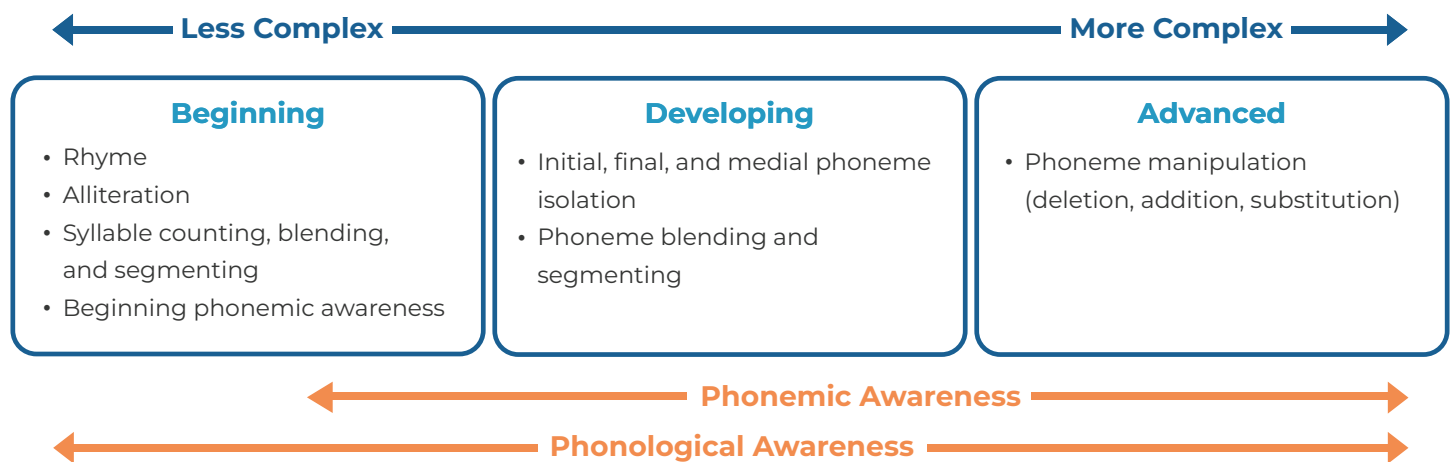 Less Complex More Complex
Beginning
• Rhyme
• Alliteration
• Syllable counting, blending,
and segmenting
• Beginning phonemic awareness
Developing
• Initial, final, and medial phoneme
isolation
• Phoneme blending and
segmenting
Advanced
• Phoneme manipulation
(deletion, addition, substitution)
Phonemic Awareness
Phonological Awareness